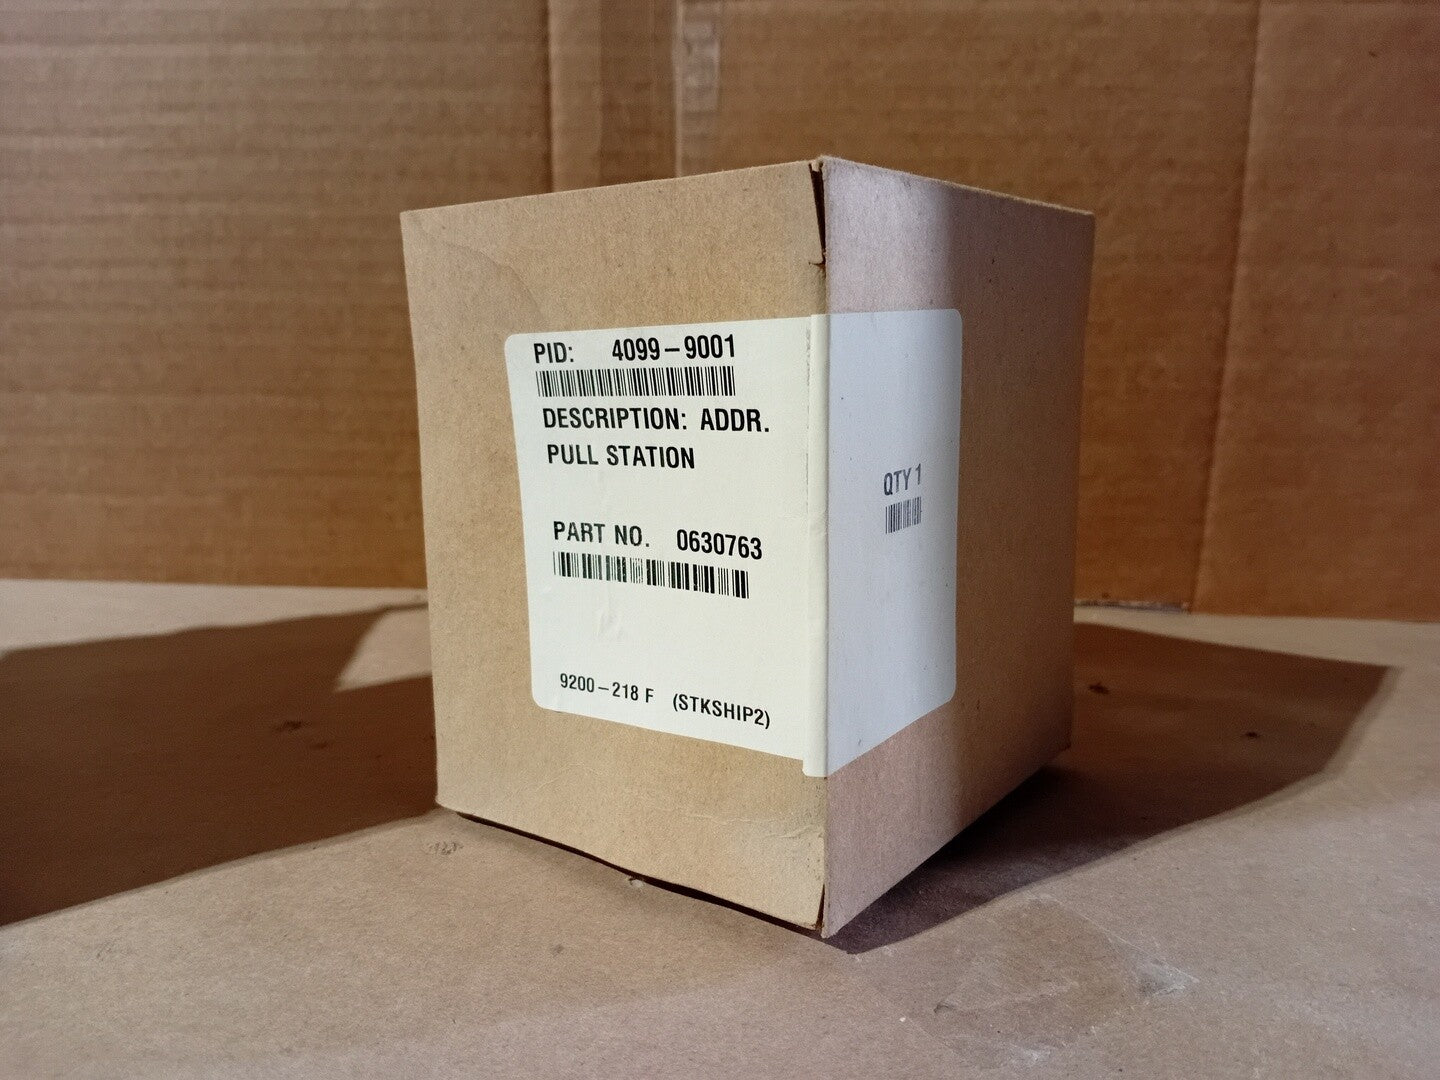 PID: 4099-9001
DESCRIPTION: ADDR.
PULL STATION
PART NO. 0630763
9200-218 F (STKSHIP2)
QTY 1